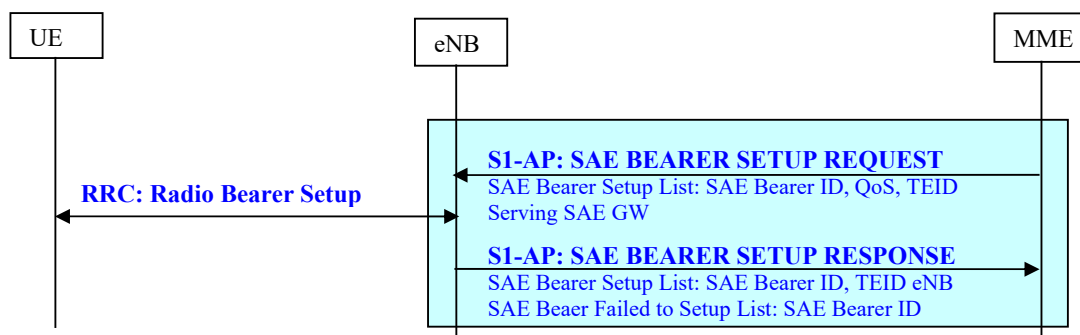 UE
eNB
MME
S1-AP: SAE BEARER SETUP REQUEST
SAE Bearer Setup List: SAE Bearer ID, QoS, TEID
Serving SAE GW
RRC: Radio Bearer Setup
S1-AP: SAE BEARER SETUP RESPONSE
SAE Bearer Setup List: SAE Bearer ID, TEID eNB
SAE Beaer Failed to Setup List: SAE Bearer ID